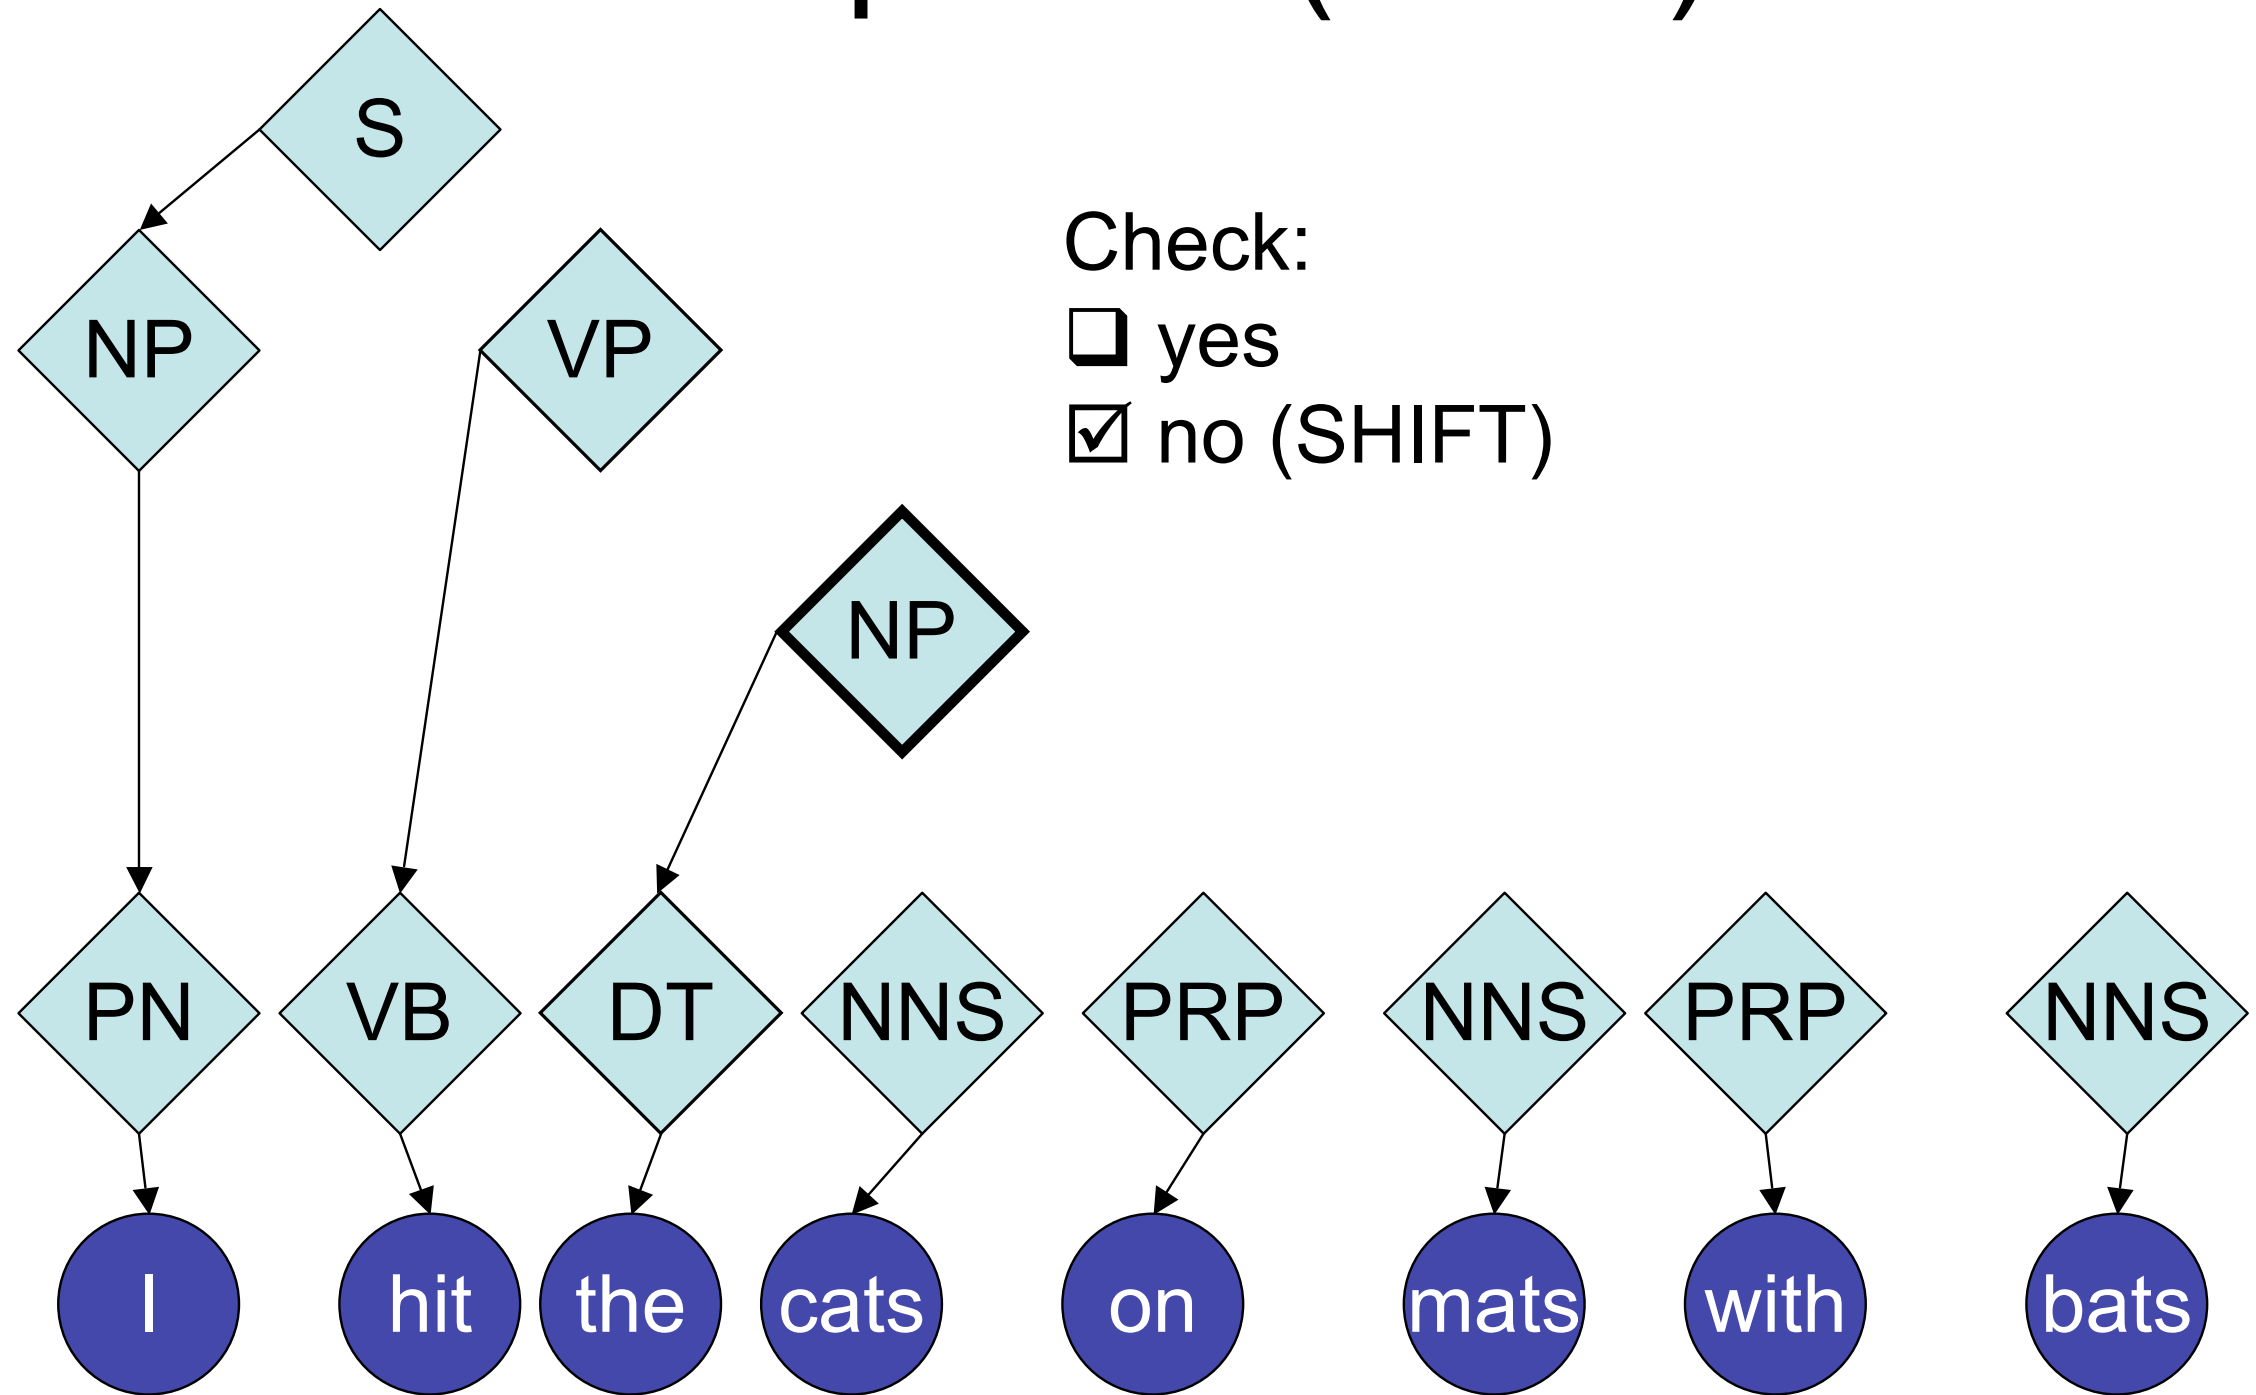 S
Check:
NP VP
yes
no (SHIFT)
NP
PN VB DT NNS PRP NNS PRP NNS
I hit the cats on mats with bats